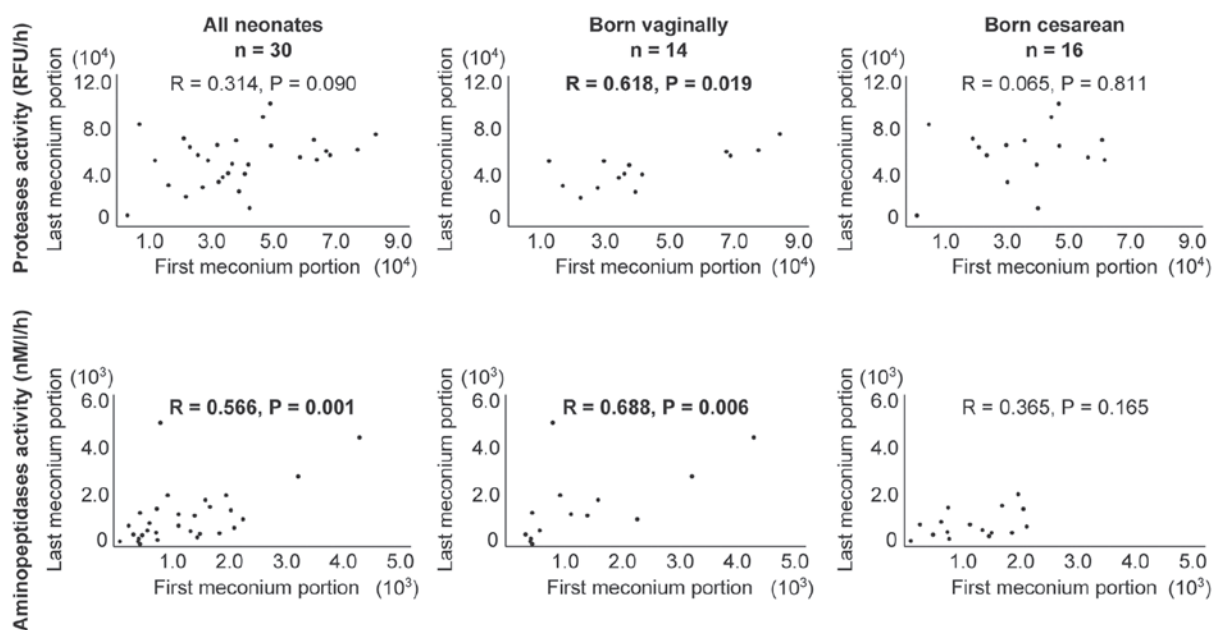 All neonates
n = 30
Born vaginally
n = 14
Born cesarean
n = 16
Proteases activity (RFU/h)
Last meconium portion
(10⁴)
12.0
8.0
4.0
0
R = 0.314, P = 0.090
1.0 3.0 5.0 7.0 9.0
First meconium portion (10⁴)
Last meconium portion
(10⁴)
12.0
8.0
4.0
0
R = 0.618, P = 0.019
1.0 3.0 5.0 7.0 9.0
First meconium portion (10⁴)
Last meconium portion
(10⁴)
12.0
8.0
4.0
0
R = 0.065, P = 0.811
1.0 3.0 5.0 7.0 9.0
First meconium portion (10⁴)
Aminopeptidases activity (nM/l/h)
Last meconium portion
(10³)
6.0
4.0
2.0
0
R = 0.566, P = 0.001
1.0 2.0 3.0 4.0 5.0
First meconium portion (10³)
Last meconium portion
(10³)
6.0
4.0
2.0
0
R = 0.688, P = 0.006
1.0 2.0 3.0 4.0 5.0
First meconium portion (10³)
Last meconium portion
(10³)
6.0
4.0
2.0
0
R = 0.365, P = 0.165
1.0 2.0 3.0 4.0 5.0
First meconium portion (10³)